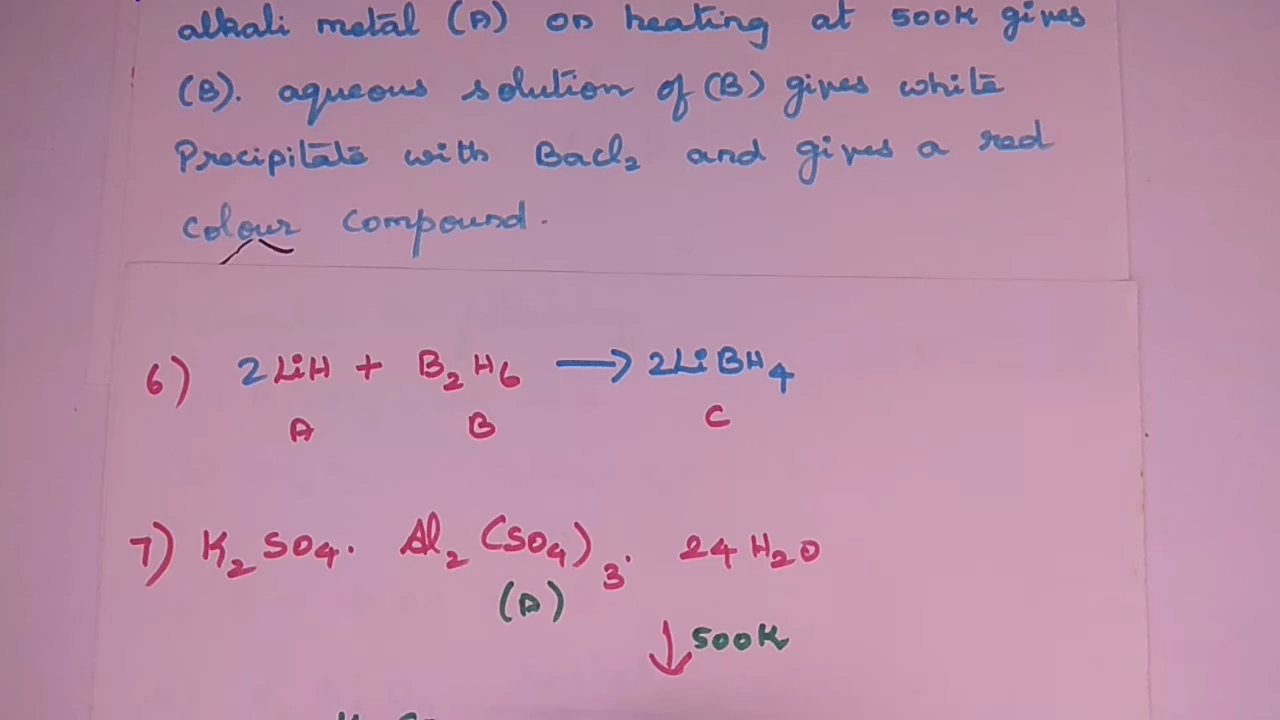 alkali metal (A) on heating at 500K gives
(B). aqueous solution of (B) gives white
Precipitate with BaCl₂ and gives a red
colour compound.
6) 2LiH + B₂H₆ ⟶ 2LiBH₄
A B C
7) K₂SO₄. Al₂(SO₄)₃. 24H₂O
(A)
↓500K